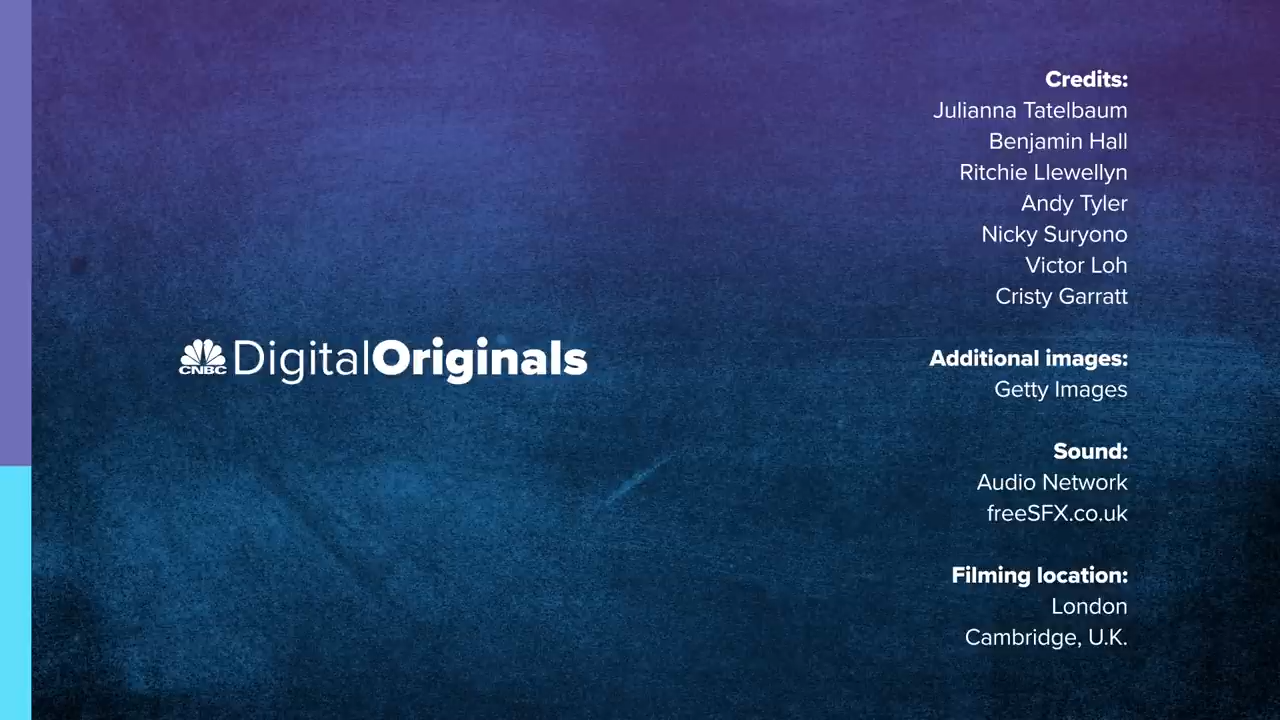 CNBC DigitalOriginals
Credits:
Julianna Tatelbaum
Benjamin Hall
Ritchie Llewellyn
Andy Tyler
Nicky Suryono
Victor Loh
Cristy Garratt
Additional images:
Getty Images
Sound:
Audio Network
freeSFX.co.uk
Filming location:
London
Cambridge, U.K.